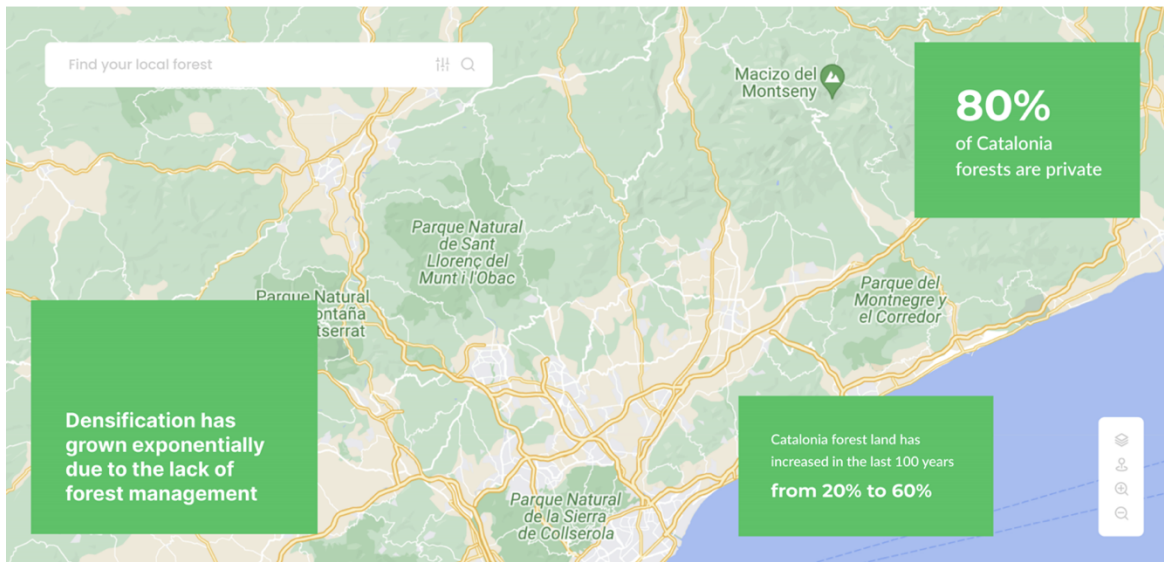 Find your local forest
Macizo del
Montseny
80%
of Catalonia
forests are private
Parque Natural
de Sant
Llorenç del
Munt i l'Obac
Parque Natural
ontaña
tserrat
Parque del
Montnegre y
el Corredor
Densification has
grown exponentially
due to the lack of
forest management
Catalonia forest land has
increased in the last 100 years
from 20% to 60%
Parque Natural
de la Sierra
de Collserola